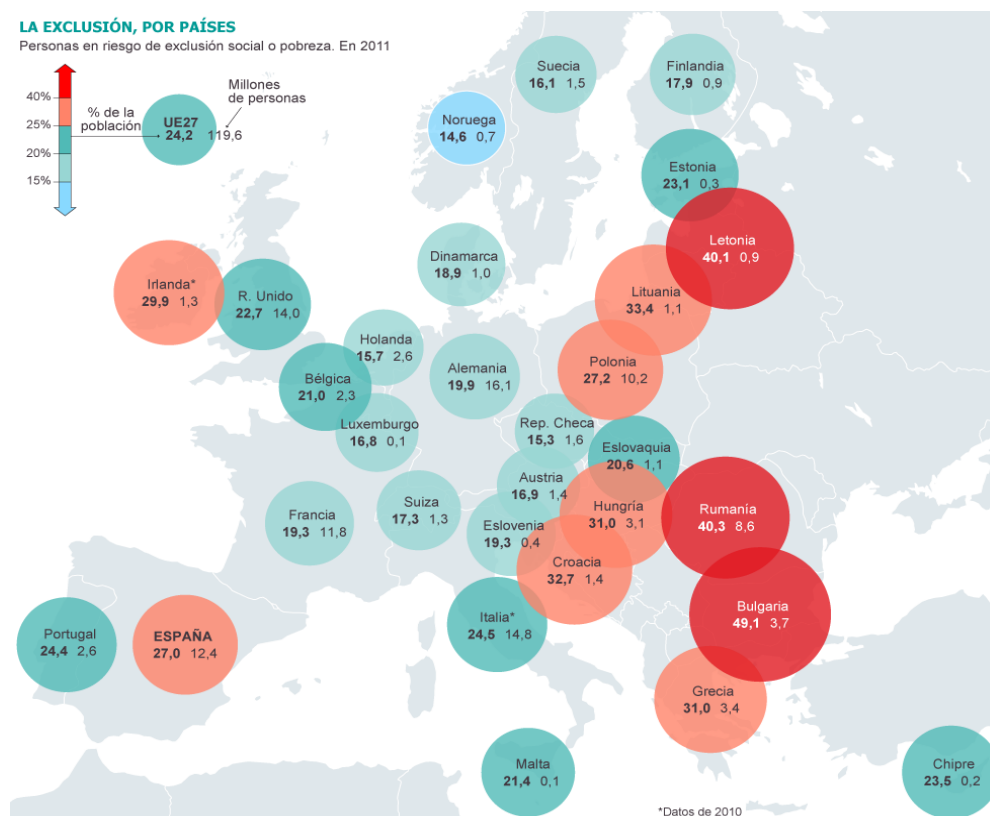 LA EXCLUSIÓN, POR PAÍSES
Personas en riesgo de exclusión social o pobreza. En 2011
40%
25%
20%
15%
% de la
población
UE27
24,2 119,6
Millones
de personas
Suecia
16,1 1,5
Finlandia
17,9 0,9
Noruega
14,6 0,7
Estonia
23,1 0,3
Letonia
40,1 0,9
Dinamarca
18,9 1,0
Irlanda*
29,9 1,3
R. Unido
22,7 14,0
Lituania
33,4 1,1
Holanda
15,7 2,6
Polonia
27,2 10,2
Alemania
19,9 16,1
Bélgica
21,0 2,3
Luxemburgo
16,8 0,1
Rep. Checa
15,3 1,6
Eslovaquia
20,6 1,1
Austria
16,9 1,4
Suiza
17,3 1,3
Hungría
31,0 3,1
Rumanía
40,3 8,6
Francia
19,3 11,8
Eslovenia
19,3 0,4
Croacia
32,7 1,4
Bulgaria
49,1 3,7
Italia*
24,5 14,8
Portugal
24,4 2,6
ESPAÑA
27,0 12,4
Grecia
31,0 3,4
Malta
21,4 0,1
Chipre
23,5 0,2
*Datos de 2010